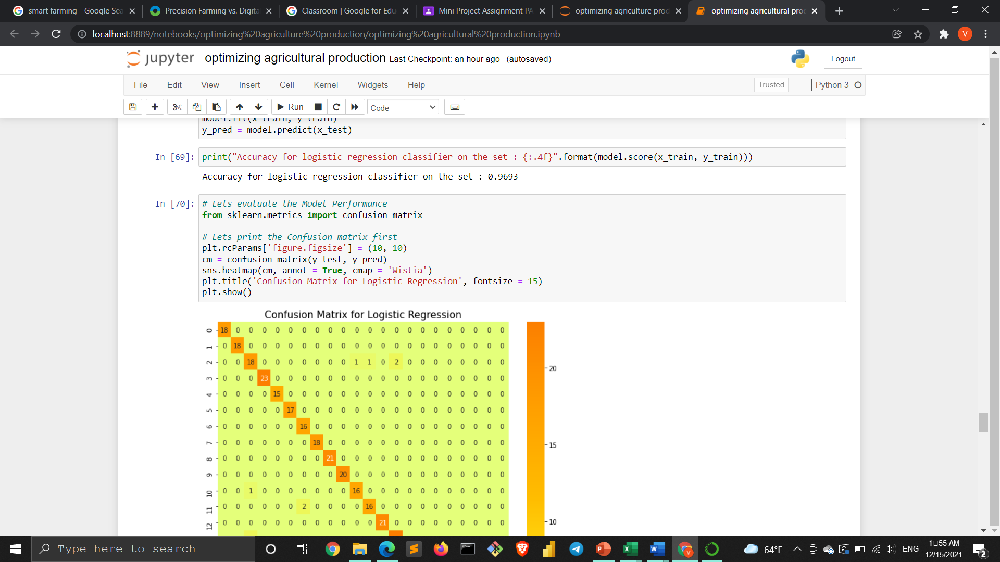 smart farming - Google Sea
Precision Farming vs. Digita
Classroom | Google for Edu
Mini Project Assignment PA
optimizing agriculture prod
optimizing agricultural pro
localhost:8889/notebooks/optimizing%20agriculture%20production/optimizing%20agricultural%20production.ipynb
V
jupyter optimizing agricultural production Last Checkpoint: an hour ago (autosaved)
Logout
File Edit View Insert Cell Kernel Widgets Help
Trusted
Python 3
Run
Code
model.fit(x_train, y_train)
y_pred = model.predict(x_test)
In [69]: print("Accuracy for logistic regression classifier on the set : {:.4f}".format(model.score(x_train, y_train)))
Accuracy for logistic regression classifier on the set : 0.9693
In [70]: # Lets evaluate the Model Performance
from sklearn.metrics import confusion_matrix
# Lets print the Confusion matrix first
plt.rcParams['figure.figsize'] = (10, 10)
cm = confusion_matrix(y_test, y_pred)
sns.heatmap(cm, annot = True, cmap = 'Wistia')
plt.title('Confusion Matrix for Logistic Regression', fontsize = 15)
plt.show()
Confusion Matrix for Logistic Regression
0 18 0 0 0 0 0 0 0 0 0 0 0 0 0 0 0 0 0 0 0 0 0
1 0 18 0 0 0 0 0 0 0 0 0 0 0 0 0 0 0 0 0 0 0 0
2 0 0 18 0 0 0 0 0 0 0 1 1 0 2 0 0 0 0 0 0 0 0
3 0 0 0 23 0 0 0 0 0 0 0 0 0 0 0 0 0 0 0 0 0 0
4 0 0 0 0 15 0 0 0 0 0 0 0 0 0 0 0 0 0 0 0 0 0
5 0 0 0 0 0 17 0 0 0 0 0 0 0 0 0 0 0 0 0 0 0 0
6 0 0 0 0 0 0 16 0 0 0 0 0 0 0 0 0 0 0 0 0 0 0
7 0 0 0 0 0 0 0 18 0 0 0 0 0 0 0 0 0 0 0 0 0 0
8 0 0 0 0 0 0 0 0 21 0 0 0 0 0 0 0 0 0 0 0 0 0
9 0 0 0 0 0 0 0 0 0 20 0 0 0 0 0 0 0 0 0 0 0 0
10 0 0 1 0 0 0 0 0 0 0 16 0 0 0 0 0 0 0 0 0 0 0
11 0 0 0 0 0 0 2 0 0 0 0 16 0 0 0 0 0 0 0 0 0 0
12 0 0 0 0 0 0 0 0 0 0 0 0 21 0 0 0 0 0 0 0 0 0
20
15
10
Type here to search
64°F
ENG
1:55 AM
12/15/2021
2